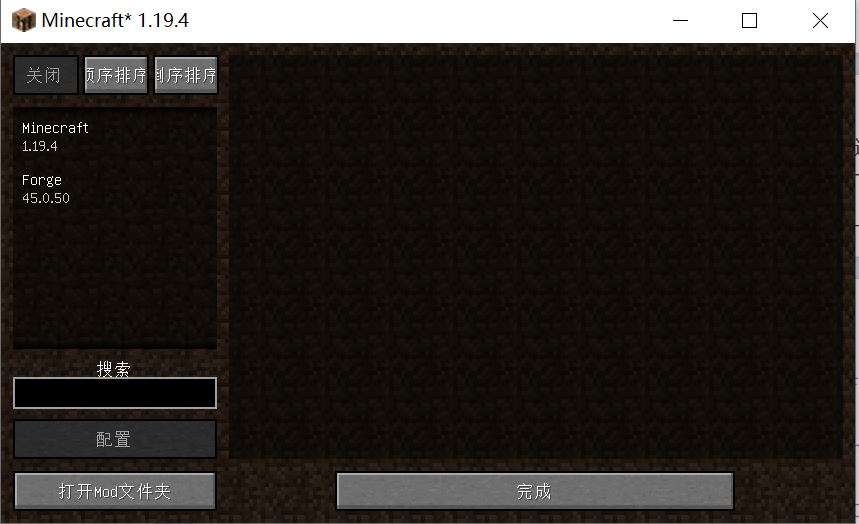 Minecraft* 1.19.4
关闭
顺序排序
倒序排序
Minecraft
1.19.4
Forge
45.0.50
搜索
配置
打开Mod文件夹
完成